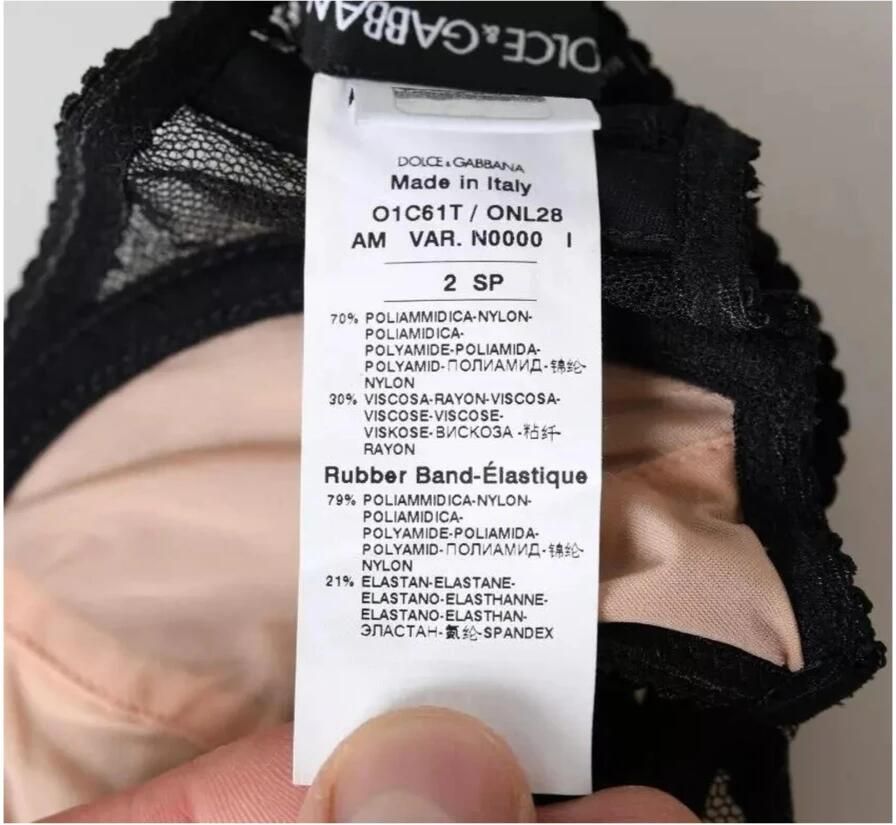 DOLCE & GABBANA
DOLCE & GABBANA
Made in Italy
O1C61T / ONL28
AM VAR. N0000 I
2 SP
70% POLIAMMIDICA-NYLON-
POLIAMIDICA-
POLYAMIDE-POLIAMIDA-
POLYAMID-ПОЛИАМИД-锦纶-
NYLON
30% VISCOSA-RAYON-VISCOSA-
VISCOSE-VISCOSE-
VISKOSE-ВИСКОЗА -粘纤-
RAYON
Rubber Band-Élastique
79% POLIAMMIDICA-NYLON-
POLIAMIDICA-
POLYAMIDE-POLIAMIDA-
POLYAMID-ПОЛИАМИД-锦纶-
NYLON
21% ELASTAN-ELASTANE-
ELASTANO-ELASTHANNE-
ELASTANO-ELASTHAN-
ЭЛАСТАН-氨纶-SPANDEX